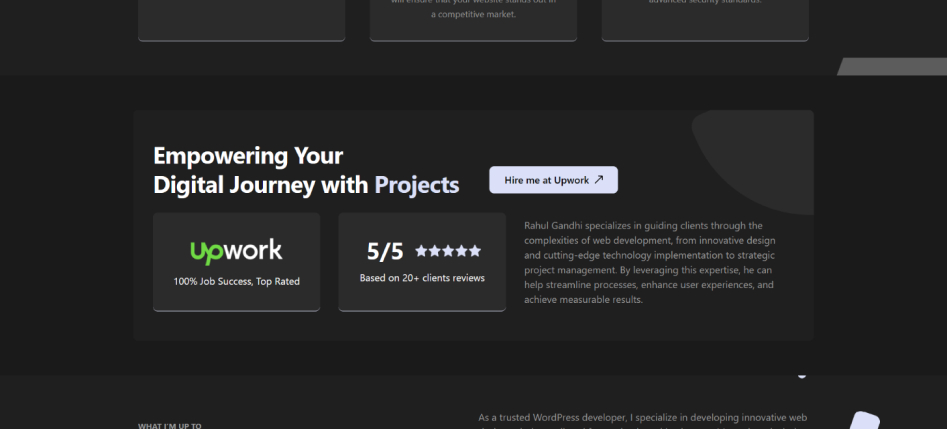 will ensure that your website stands out in
a competitive market.
advanced security standards.
Empowering Your
Digital Journey with Projects
Hire me at Upwork
upwork
100% Job Success, Top Rated
5/5
Based on 20+ clients reviews
Rahul Gandhi specializes in guiding clients through the
complexities of web development, from innovative design
and cutting-edge technology implementation to strategic
project management. By leveraging this expertise, he can
help streamline processes, enhance user experiences, and
achieve measurable results.
WHAT I'M UP TO
As a trusted WordPress developer, I specialize in developing innovative web